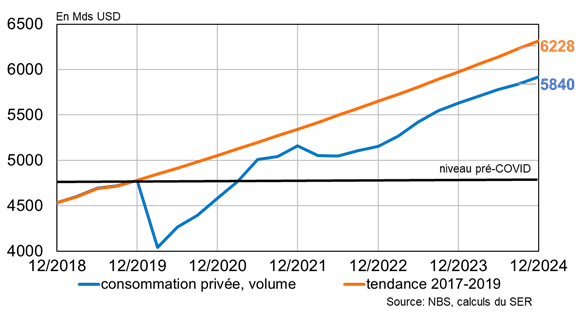 En Mds USD
6500
6000
5500
5000
4500
4000
6228
5840
niveau pré-COVID
12/2018 12/2019 12/2020 12/2021 12/2022 12/2023 12/2024
consommation privée, volume tendance 2017-2019
Source: NBS, calculs du SER